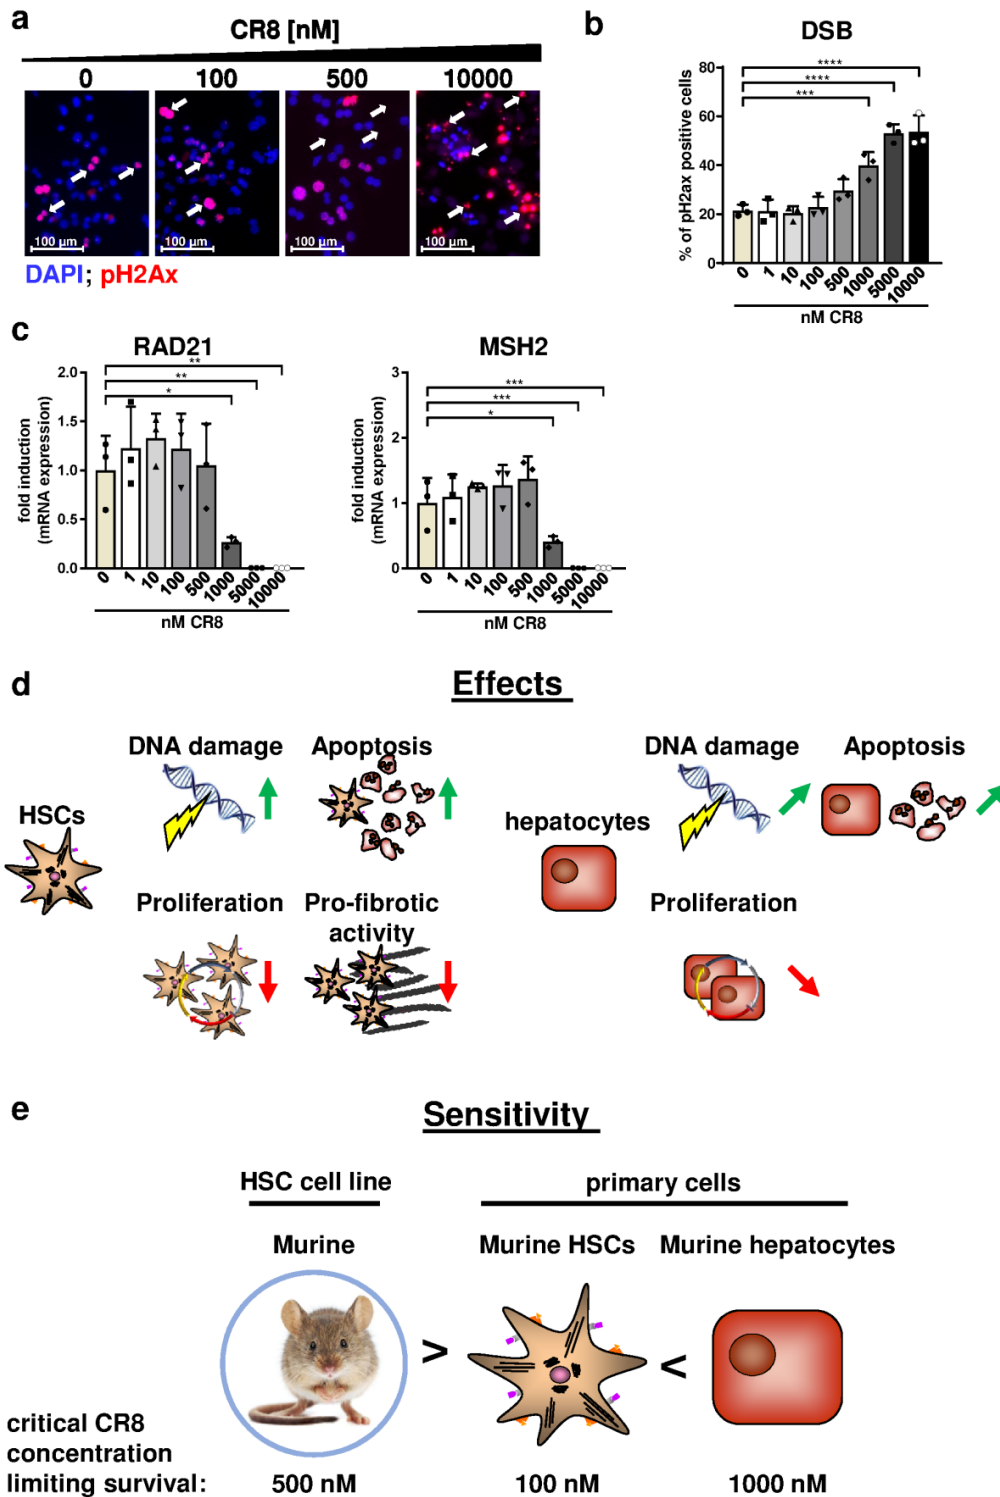 a
CR8 [nM]
0 100 500 10000
100 µm 100 µm 100 µm 100 µm
DAPI; pH2Ax
b
DSB
% of pH2ax positive cells
80
60
40
20
0
****
****
***
0 1 10 100 500 1000 5000 10000
nM CR8
c
RAD21
fold induction
(mRNA expression)
2.0
1.5
1.0
0.5
0.0
**
**
*
0 1 10 100 500 1000 5000 10000
nM CR8
MSH2
fold induction
(mRNA expression)
3
2
1
0
***
***
*
0 1 10 100 500 1000 5000 10000
nM CR8
d
Effects
HSCs
DNA damage Apoptosis
Proliferation Pro-fibrotic
activity
hepatocytes
DNA damage Apoptosis
Proliferation
e
Sensitivity
HSC cell line primary cells
Murine Murine HSCs Murine hepatocytes
> <
critical CR8
concentration
limiting survival: 500 nM 100 nM 1000 nM